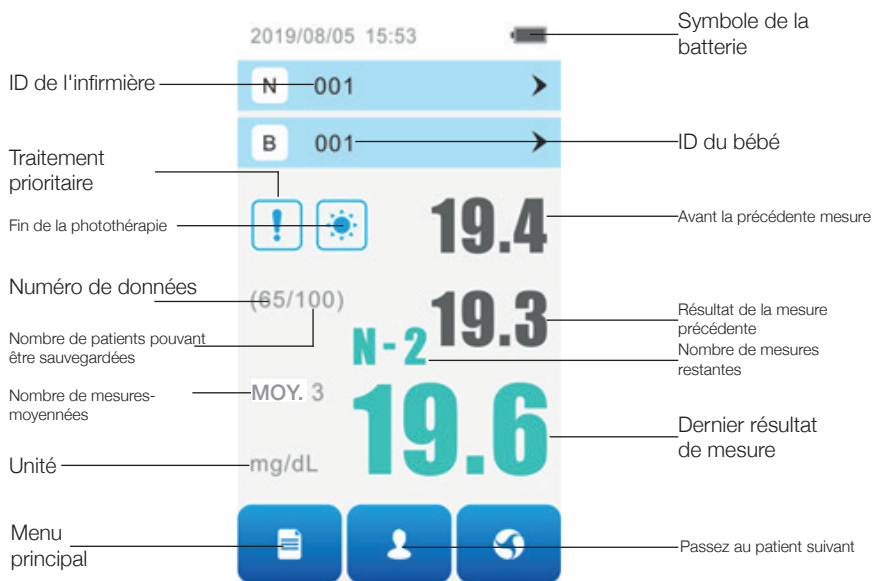 2019/08/05 15:53
Symbole de la
batterie
ID de l'infirmière
N 001
B 001
ID du bébé
Traitement
prioritaire
!
19.4
Avant la précédente mesure
Fin de la photothérapie
Numéro de données
(65/100)
19.3
Résultat de la mesure
précédente
Nombre de patients pouvant
être sauvegardées
N-2
Nombre de mesures
restantes
Nombre de mesures-
moyennées
MOY. 3
19.6
Dernier résultat
de mesure
Unité
mg/dL
Menu
principal
Passez au patient suivant